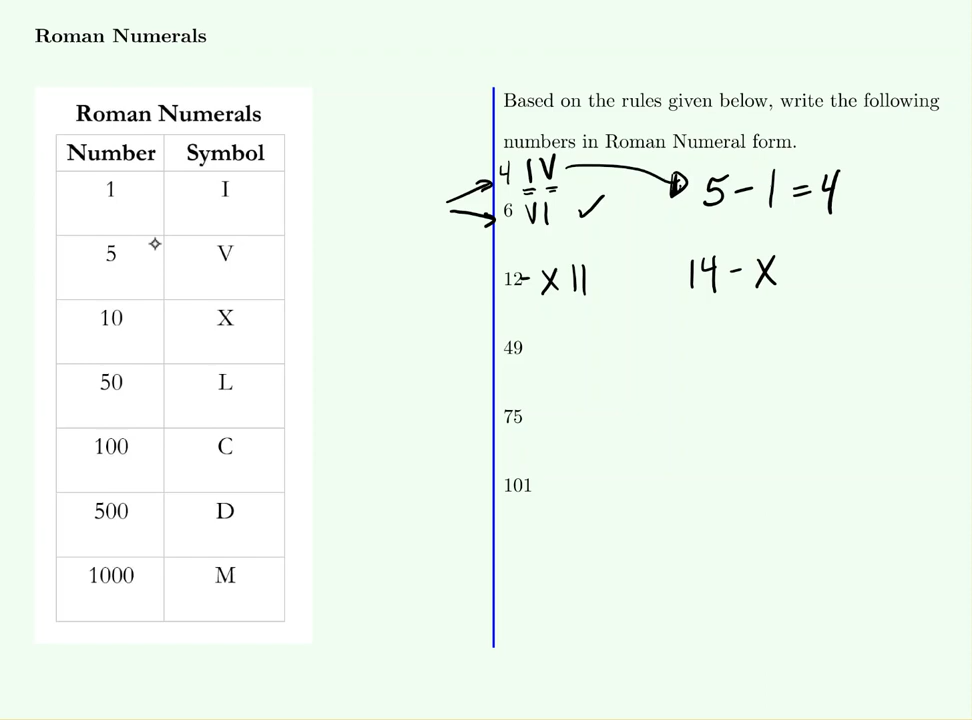 Roman Numerals
Roman Numerals
Number Symbol
1 I
5 V
10 X
50 L
100 C
500 D
1000 M
Based on the rules given below, write the following
numbers in Roman Numeral form.
4 IV 5 - 1 = 4
6 VI ✓
12 - XII 14 - X
49
75
101